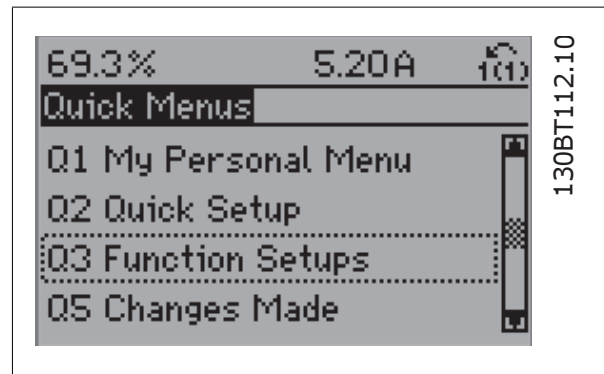 69.3% 5.20A 1(1)
Quick Menus
Q1 My Personal Menu
Q2 Quick Setup
Q3 Function Setups
Q5 Changes Made
130BT112.10